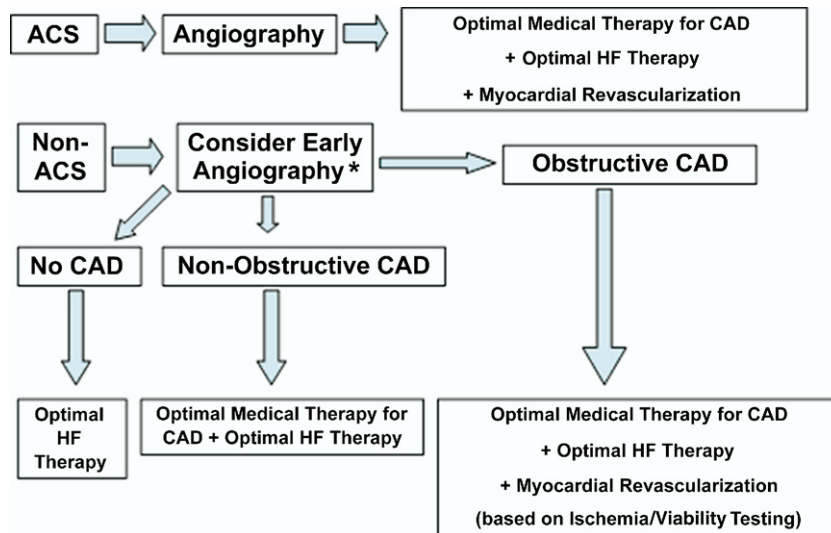 ACS
Angiography
Optimal Medical Therapy for CAD
+ Optimal HF Therapy
+ Myocardial Revascularization
Non-
ACS
Consider Early
Angiography *
Obstructive CAD
No CAD
Non-Obstructive CAD
Optimal
HF
Therapy
Optimal Medical Therapy for
CAD + Optimal HF Therapy
Optimal Medical Therapy for CAD
+ Optimal HF Therapy
+ Myocardial Revascularization
(based on Ischemia/Viability Testing)